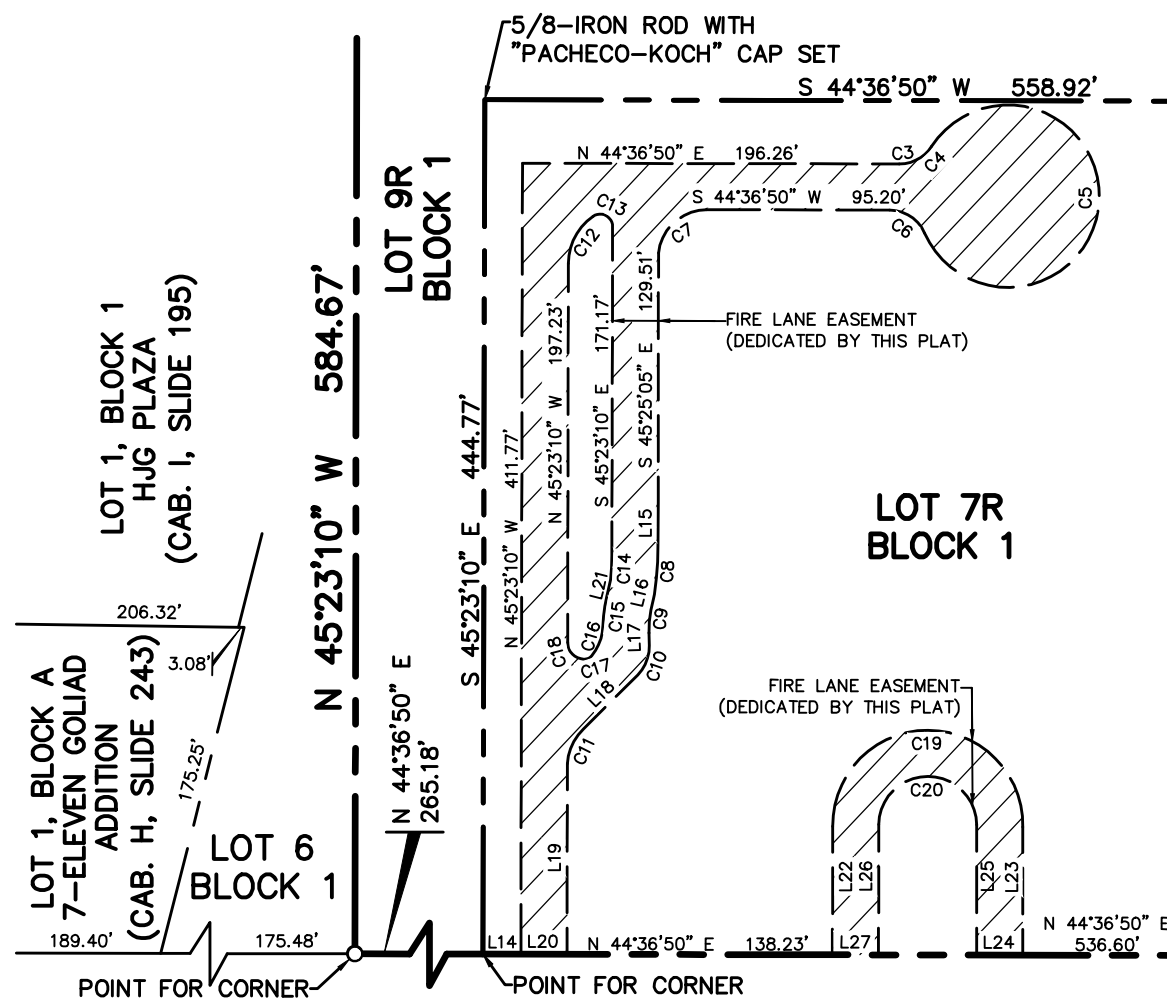 5/8-IRON ROD WITH
"PACHECO-KOCH" CAP SET
S 44°36'50" W 558.92'
N 44°36'50" E 196.26'
C3
C4
C5
C6
S 44°36'50" W 95.20'
C7
C13
C12
LOT 9R
BLOCK 1
N 45°23'10" W 584.67'
S 45°23'10" E 444.77'
N 45°23'10" W 411.77'
N 45°23'10" W 197.23'
S 45°23'10" E 171.17'
S 45°25'05" E 129.51'
FIRE LANE EASEMENT
(DEDICATED BY THIS PLAT)
LOT 1, BLOCK 1
HJG PLAZA
(CAB. I, SLIDE 195)
LOT 7R
BLOCK 1
L15
C14
C8
L21
L16
C15
C9
C16
L17
C18
C17
C10
L18
C11
206.32'
3.08'
175.25'
LOT 1, BLOCK A
7-ELEVEN GOLIAD
ADDITION
(CAB. H, SLIDE 243)
N 44°36'50" E
265.18'
FIRE LANE EASEMENT
(DEDICATED BY THIS PLAT)
C19
C20
LOT 6
BLOCK 1
L19
L22
L26
L25
L23
189.40'
175.48'
L14
L20
N 44°36'50" E 138.23'
L27
L24
N 44°36'50" E
536.60'
POINT FOR CORNER
POINT FOR CORNER